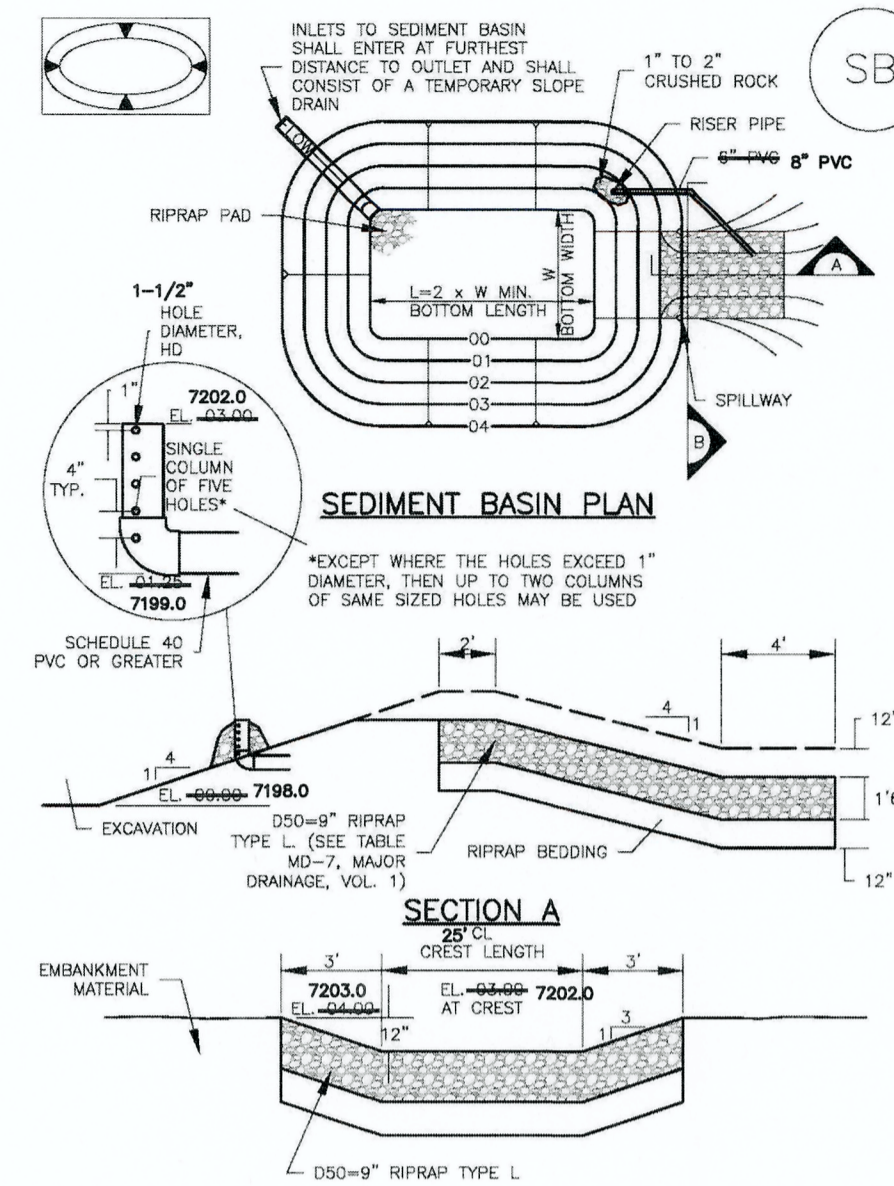 INLETS TO SEDIMENT BASIN
SHALL ENTER AT FURTHEST
DISTANCE TO OUTLET AND SHALL
CONSIST OF A TEMPORARY SLOPE
DRAIN
1" TO 2"
CRUSHED ROCK
SB
RISER PIPE
6" PVC 8" PVC
FLOW
RIPRAP PAD
L=2 x W MIN.
BOTTOM LENGTH
W
BOTTOM WIDTH
00
01
02
03
04
A
B
SPILLWAY
1-1/2"
HOLE
DIAMETER,
HD
1"
7202.0
EL. 03.00
SINGLE
COLUMN
OF FIVE
HOLES*
4"
TYP.
EL. 01.25
7199.0
SCHEDULE 40
PVC OR GREATER
SEDIMENT BASIN PLAN
*EXCEPT WHERE THE HOLES EXCEED 1"
DIAMETER, THEN UP TO TWO COLUMNS
OF SAME SIZED HOLES MAY BE USED
2'
4'
4
1
12"
4
1
EL. 00.00 7198.0
EXCAVATION
D50=9" RIPRAP
TYPE L. (SEE TABLE
MD-7, MAJOR
DRAINAGE, VOL. 1)
RIPRAP BEDDING
1'6
12"
SECTION A
25' CL
CREST LENGTH
3'
3'
EMBANKMENT
MATERIAL
7203.0
EL. 04.00
EL. 03.00 7202.0
AT CREST
12"
3
1
D50=9" RIPRAP TYPE L